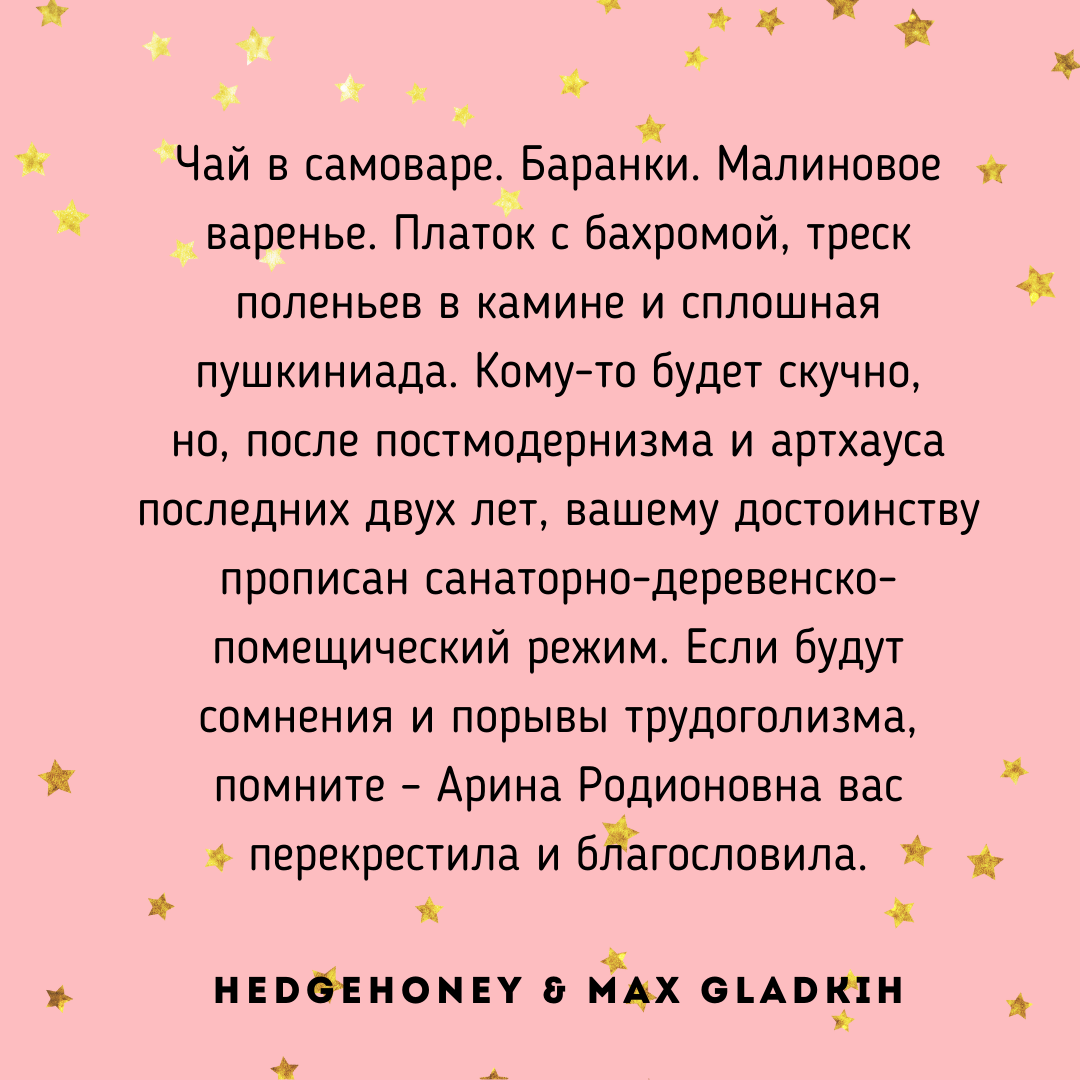 Чай в самоваре. Баранки. Малиновое
варенье. Платок с бахромой, треск
поленьев в камине и сплошная
пушкиниада. Кому-то будет скучно,
но, после постмодернизма и артхауса
последних двух лет, вашему достоинству
прописан санаторно-деревенско-
помещический режим. Если будут
сомнения и порывы трудоголизма,
помните – Арина Родионовна вас
перекрестила и благословила.
HEDGEHONEY & MAX GLADKIH